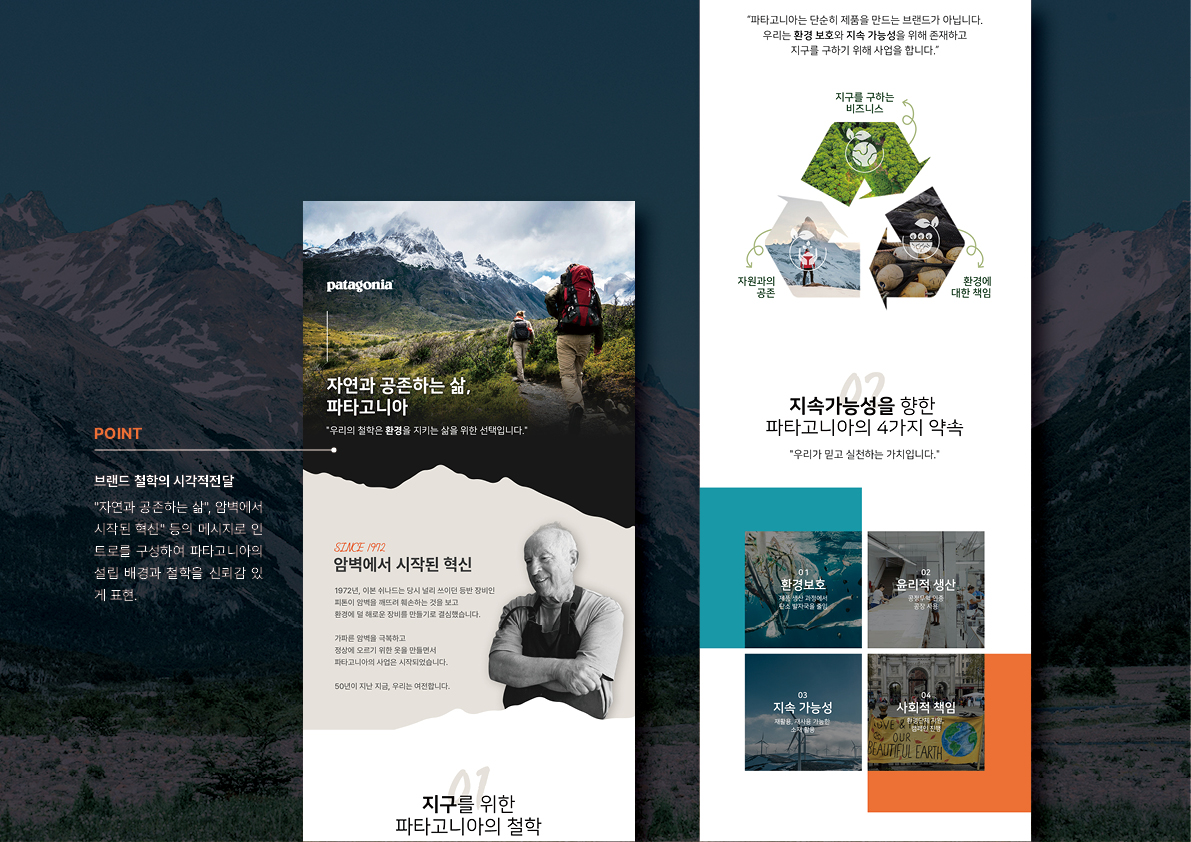 POINT
브랜드 철학의 시각적전달
"자연과 공존하는 삶", 암벽에서
시작된 혁신" 등의 메시지로 인
트로를 구성하여 파타고니아의
설립 배경과 철학을 신뢰감 있
게 표현.
patagonia
자연과 공존하는 삶,
파타고니아
"우리의 철학은 환경을 지키는 삶을 위한 선택입니다."
SINCE 1972
암벽에서 시작된 혁신
1972년, 이본 쉬나드는 당시 널리 쓰이던 등반 장비인
피톤이 암벽을 깨뜨려 훼손하는 것을 보고
환경에 덜 해로운 장비를 만들기로 결심했습니다.
가파른 암벽을 극복하고
정상에 오르기 위한 옷을 만들면서
파타고니아의 사업은 시작되었습니다.
50년이 지난 지금, 우리는 여전합니다.
01
지구를 위한
파타고니아의 철학
"파타고니아는 단순히 제품을 만드는 브랜드가 아닙니다.
우리는 환경 보호와 지속 가능성을 위해 존재하고
지구를 구하기 위해 사업을 합니다."
지구를 구하는
비즈니스
자원과의
공존
환경에
대한 책임
02
지속가능성을 향한
파타고니아의 4가지 약속
"우리가 믿고 실천하는 가치입니다."
01
환경보호
제품 생산 과정에서
탄소 발자국을 줄임
02
윤리적 생산
공정무역 인증
공장 사용
03
지속 가능성
재활용, 재사용 가능한
소재 활용
04
사회적 책임
환경단체 지원,
캠페인 진행
LOVE &
OUR
BEAUTIFUL EARTH